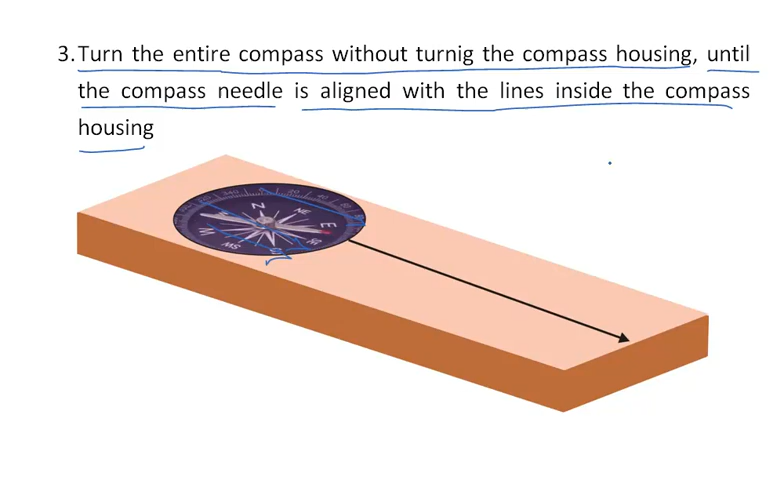 3. Turn the entire compass without turnig the compass housing, until
the compass needle is aligned with the lines inside the compass
housing
N
NE
E
W